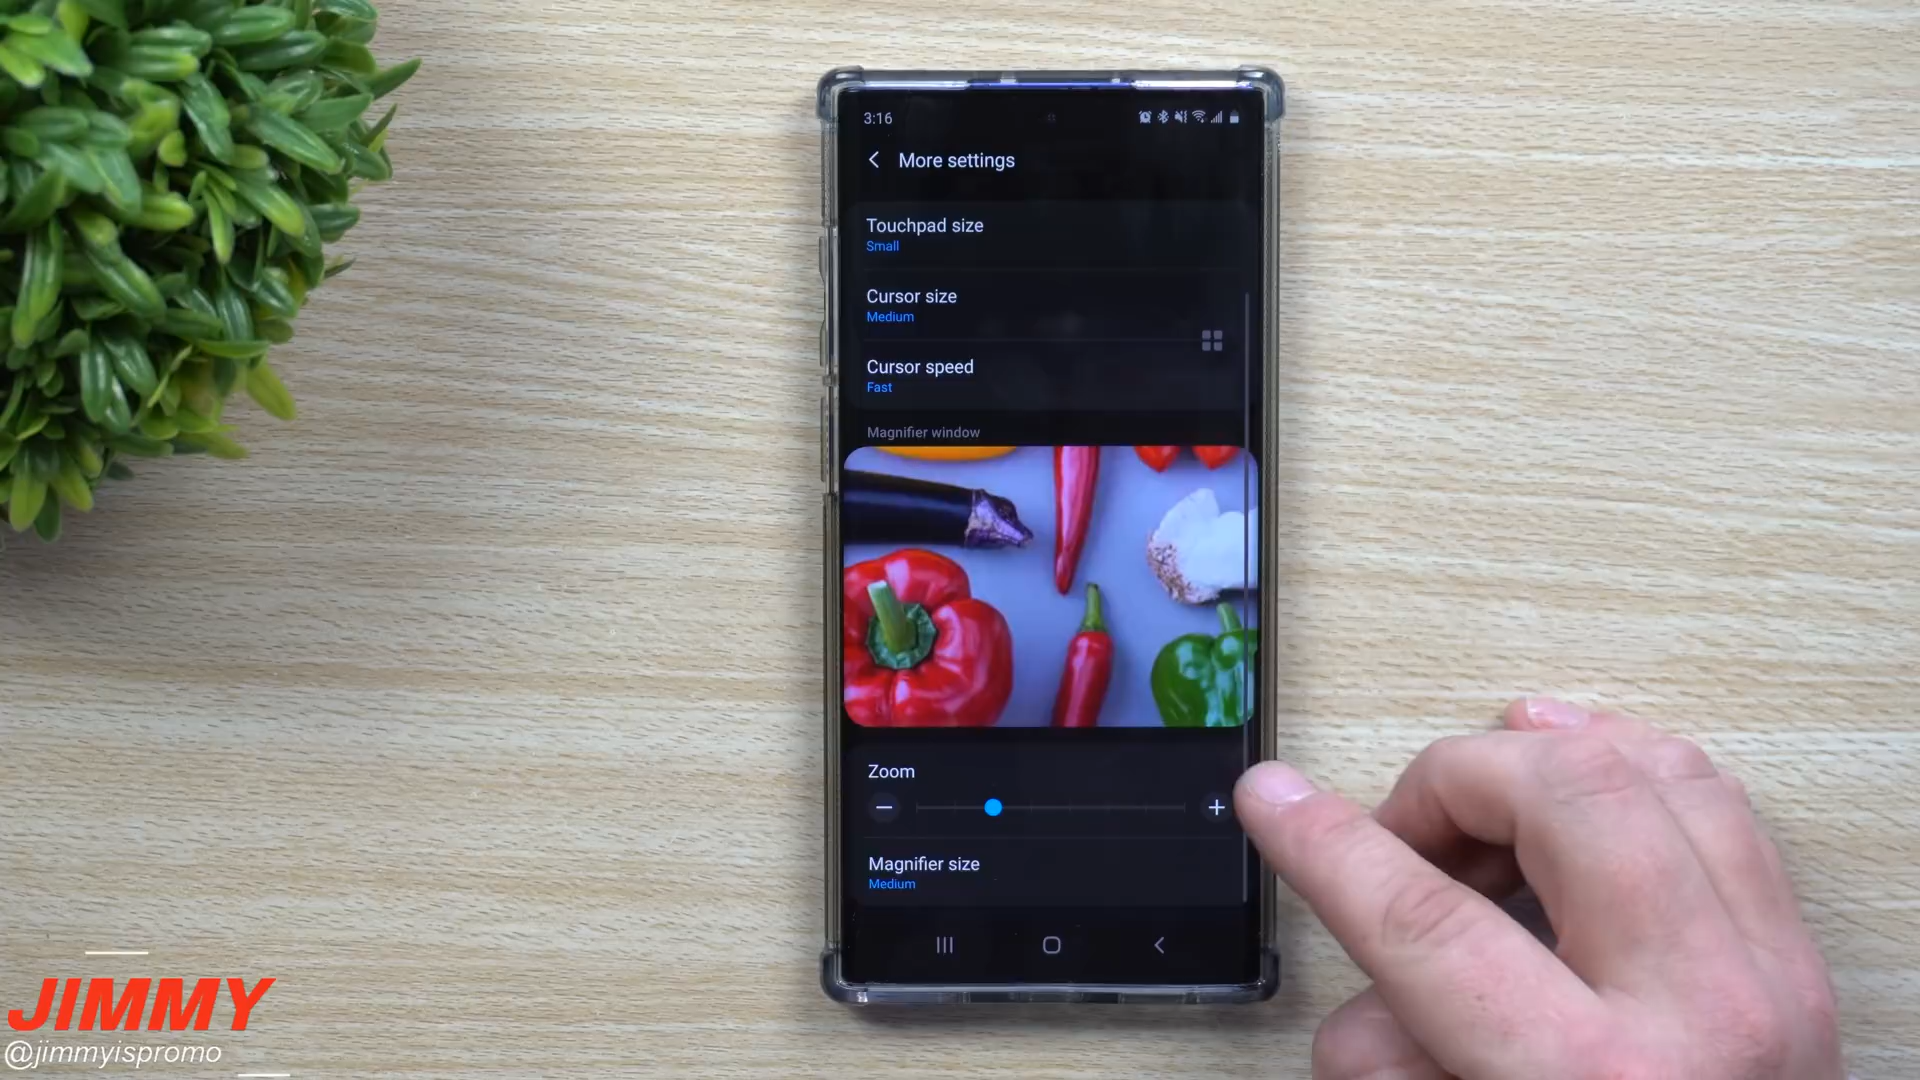 3:16
More settings
Touchpad size
Small
Cursor size
Medium
Cursor speed
Fast
Magnifier window
Zoom
Magnifier size
Medium
JIMMY
@jimmyispromo